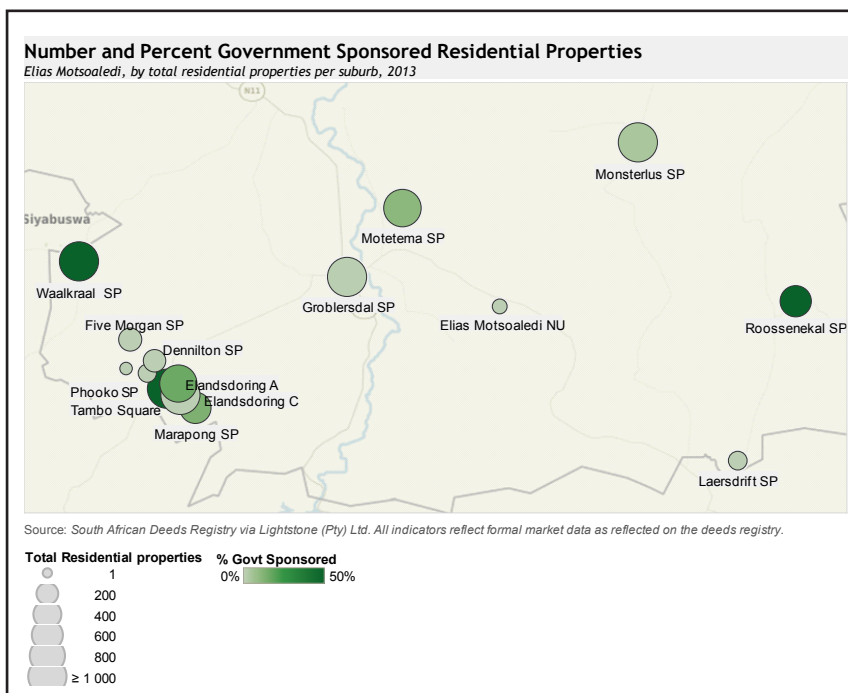 Number and Percent Government Sponsored Residential Properties
Elias Motsoaledi, by total residential properties per suburb, 2013
N11
Monsterlus SP
Motetema SP
Siyabuswa
Waalkraal SP
Groblersdal SP
Elias Motsoaledi NU
Roossenekal SP
Five Morgan SP
Dennilton SP
Elandsdoring A
Phooko SP
Elandsdoring C
Tambo Square
Marapong SP
Laersdrift SP
Source: South African Deeds Registry via Lightstone (Pty) Ltd. All indicators reflect formal market data as reflected on the deeds registry.
Total Residential properties
1
200
400
600
800
≥ 1 000
% Govt Sponsored
0% 50%